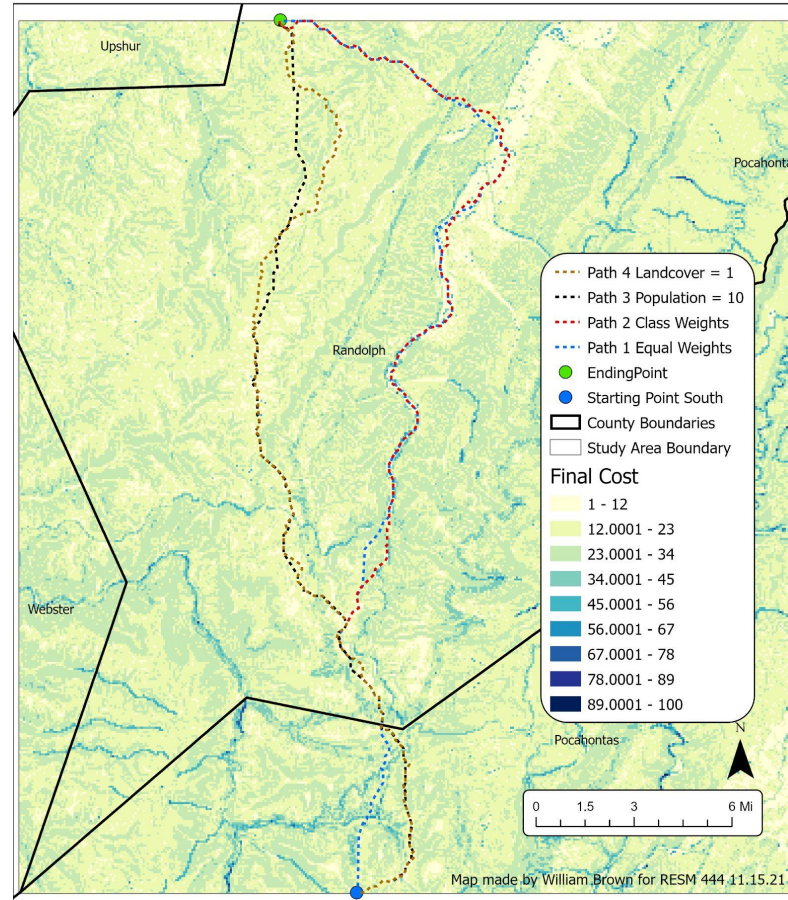 Upshur
Pocahonta
Path 4 Landcover = 1
Path 3 Population = 10
Path 2 Class Weights
Path 1 Equal Weights
EndingPoint
Starting Point South
County Boundaries
Study Area Boundary
Final Cost
1 - 12
12.0001 - 23
23.0001 - 34
34.0001 - 45
45.0001 - 56
56.0001 - 67
67.0001 - 78
78.0001 - 89
89.0001 - 100
Randolph
Webster
Pocahontas
N
0 1.5 3 6 Mi
Map made by William Brown for RESM 444 11.15.21